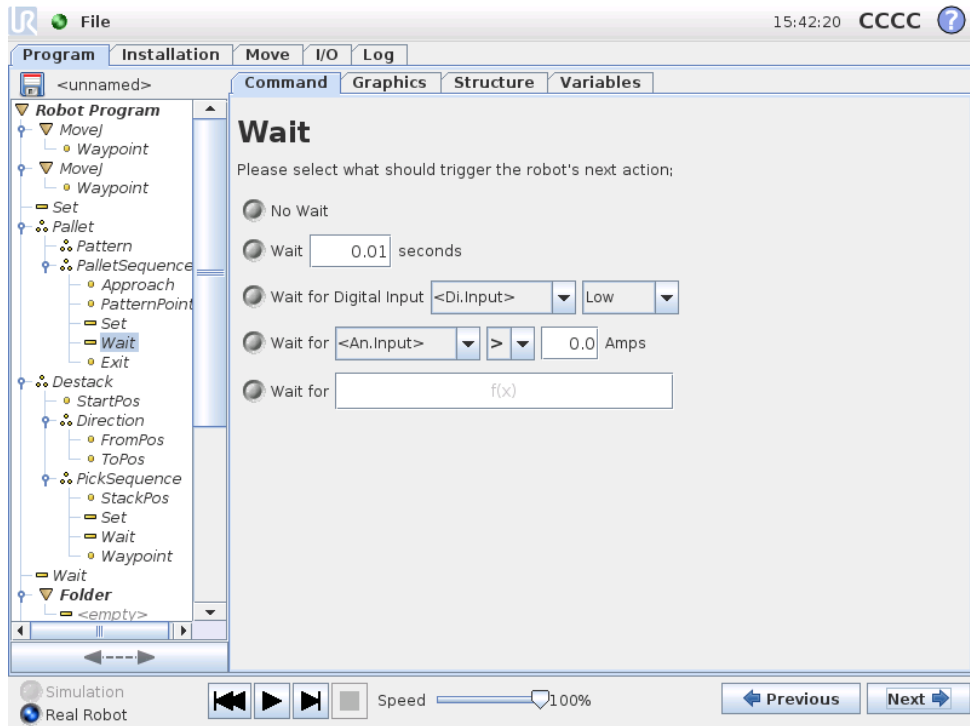 UR File 15:42:20 CCCC ?
Program Installation Move I/O Log
<unnamed> Command Graphics Structure Variables
Robot Program
MoveJ
Waypoint
MoveJ
Waypoint
Set
Pallet
Pattern
PalletSequence
Approach
PatternPoint
Set
Wait
Exit
Destack
StartPos
Direction
FromPos
ToPos
PickSequence
StackPos
Set
Wait
Waypoint
Wait
Folder
<empty>
Wait
Please select what should trigger the robot's next action;
No Wait
Wait 0.01 seconds
Wait for Digital Input <Di.Input> Low
Wait for <An.Input> > 0.0 Amps
Wait for f(x)
Simulation
Real Robot
Speed 100%
Previous Next